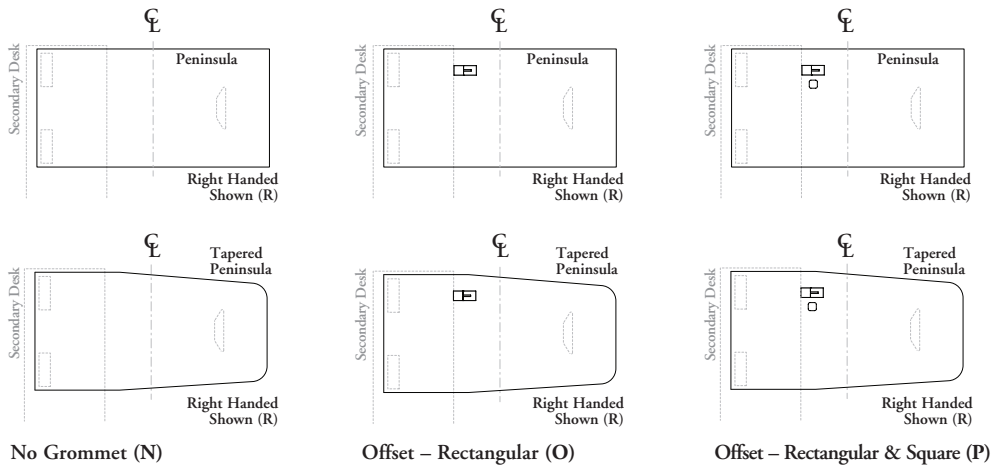 ℄
Secondary Desk
Peninsula
Right Handed
Shown (R)
℄
Secondary Desk
Peninsula
Right Handed
Shown (R)
℄
Secondary Desk
Peninsula
Right Handed
Shown (R)
℄
Secondary Desk
Tapered
Peninsula
Right Handed
Shown (R)
℄
Secondary Desk
Tapered
Peninsula
Right Handed
Shown (R)
℄
Secondary Desk
Tapered
Peninsula
Right Handed
Shown (R)
No Grommet (N)
Offset – Rectangular (O)
Offset – Rectangular & Square (P)